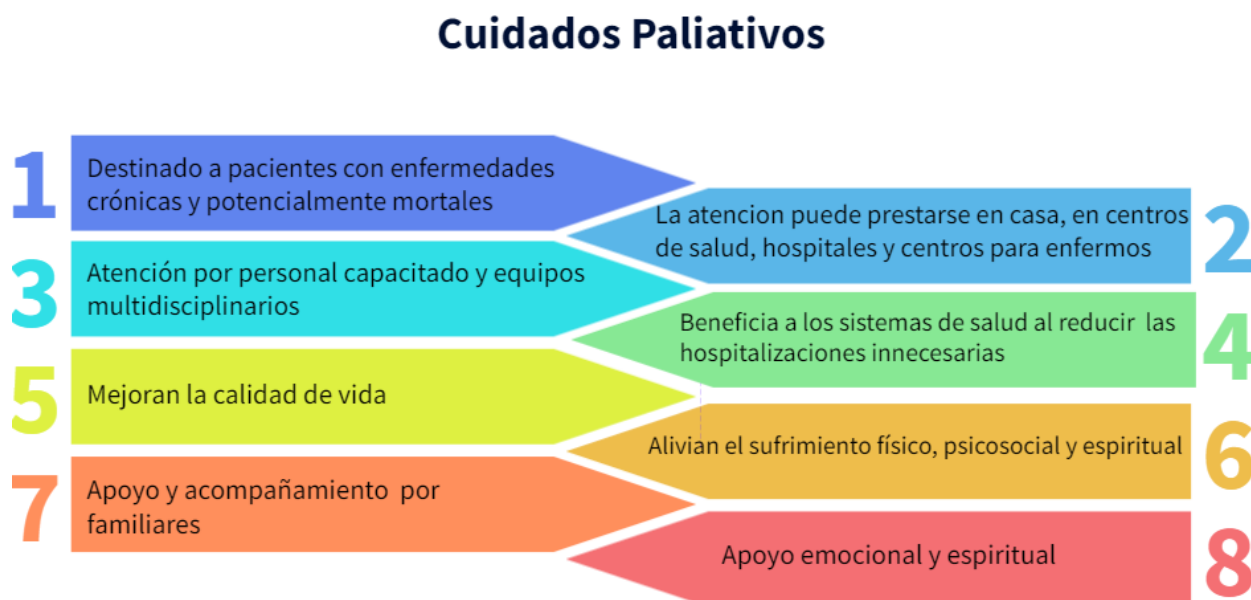 Cuidados Paliativos
1
Destinado a pacientes con enfermedades
crónicas y potencialmente mortales
2
La atencion puede prestarse en casa, en centros
de salud, hospitales y centros para enfermos
3
Atención por personal capacitado y equipos
multidisciplinarios
4
Beneficia a los sistemas de salud al reducir las
hospitalizaciones innecesarias
5
Mejoran la calidad de vida
6
Alivian el sufrimiento físico, psicosocial y espiritual
7
Apoyo y acompañamiento por
familiares
8
Apoyo emocional y espiritual